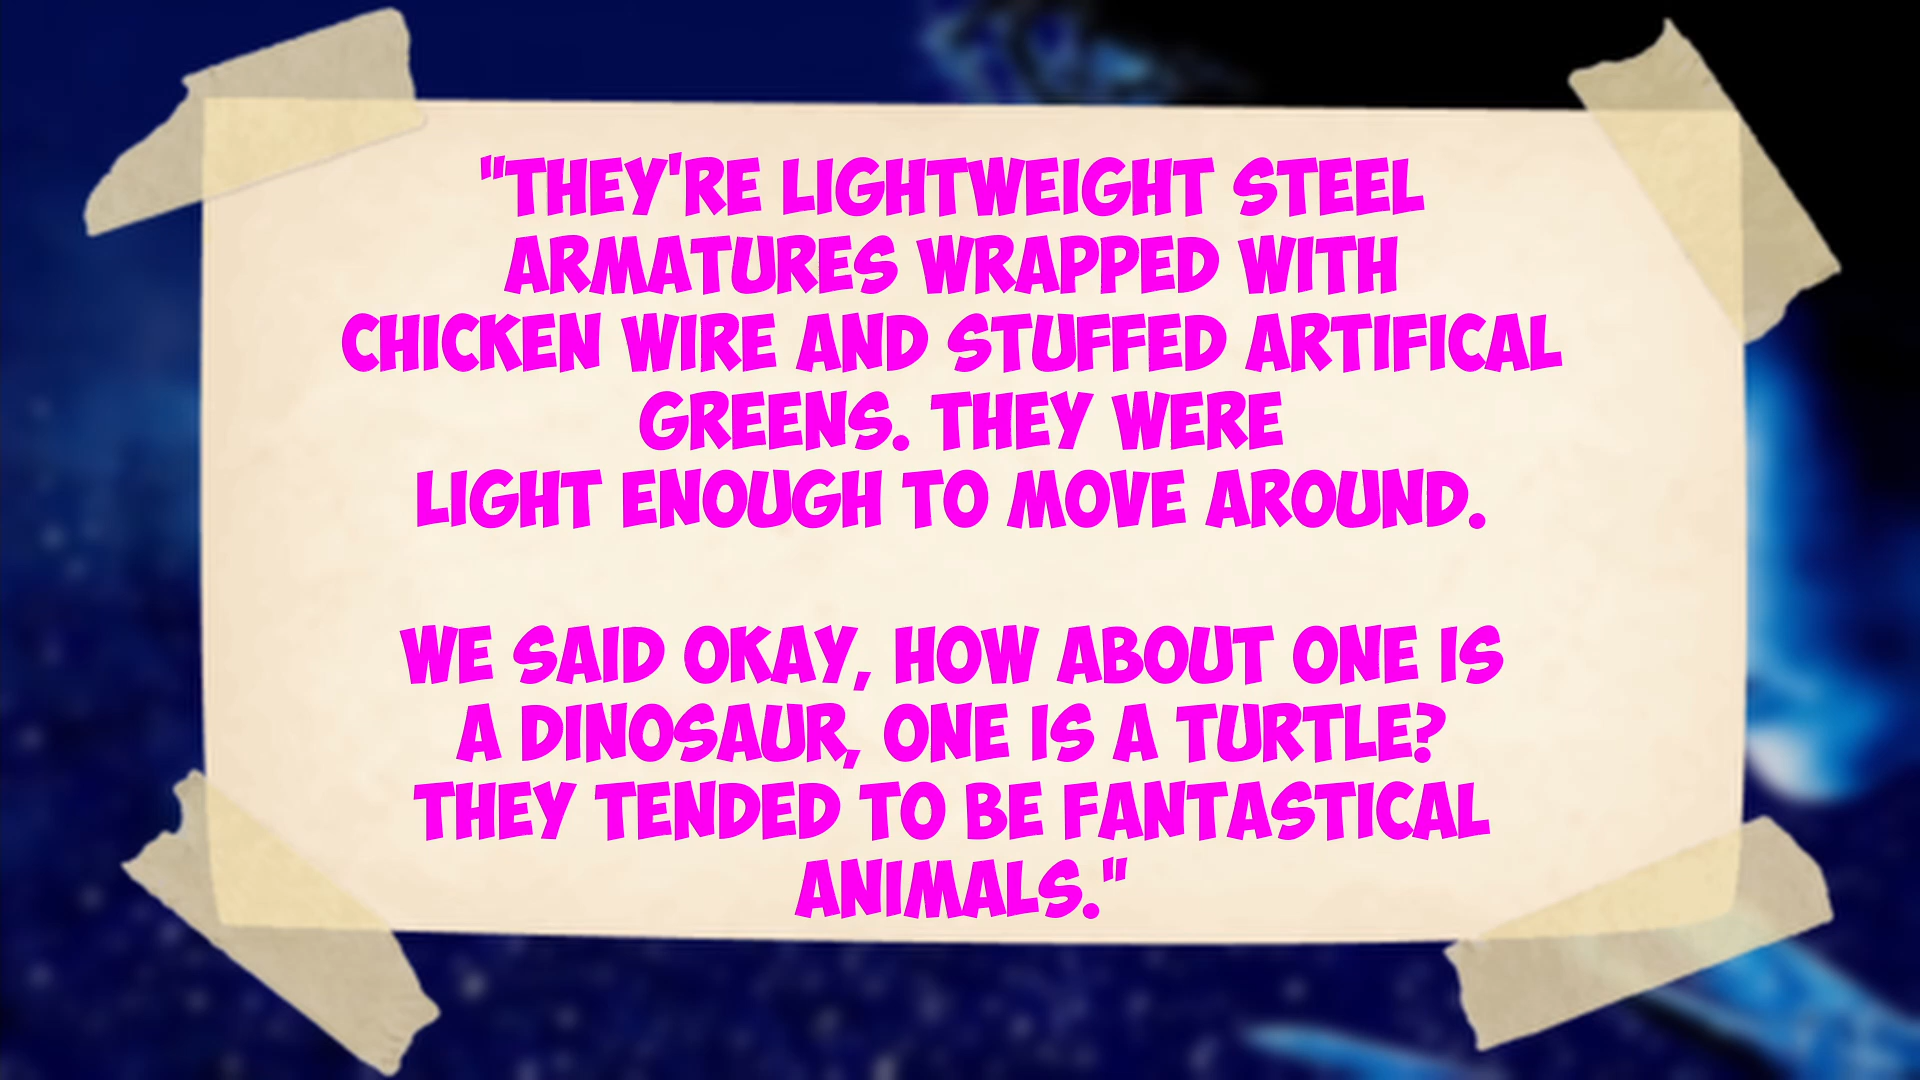 "THEY'RE LIGHTWEIGHT STEEL
ARMATURES WRAPPED WITH
CHICKEN WIRE AND STUFFED ARTIFICAL
GREENS. THEY WERE
LIGHT ENOUGH TO MOVE AROUND.
WE SAID OKAY, HOW ABOUT ONE IS
A DINOSAUR, ONE IS A TURTLE?
THEY TENDED TO BE FANTASTICAL
ANIMALS."